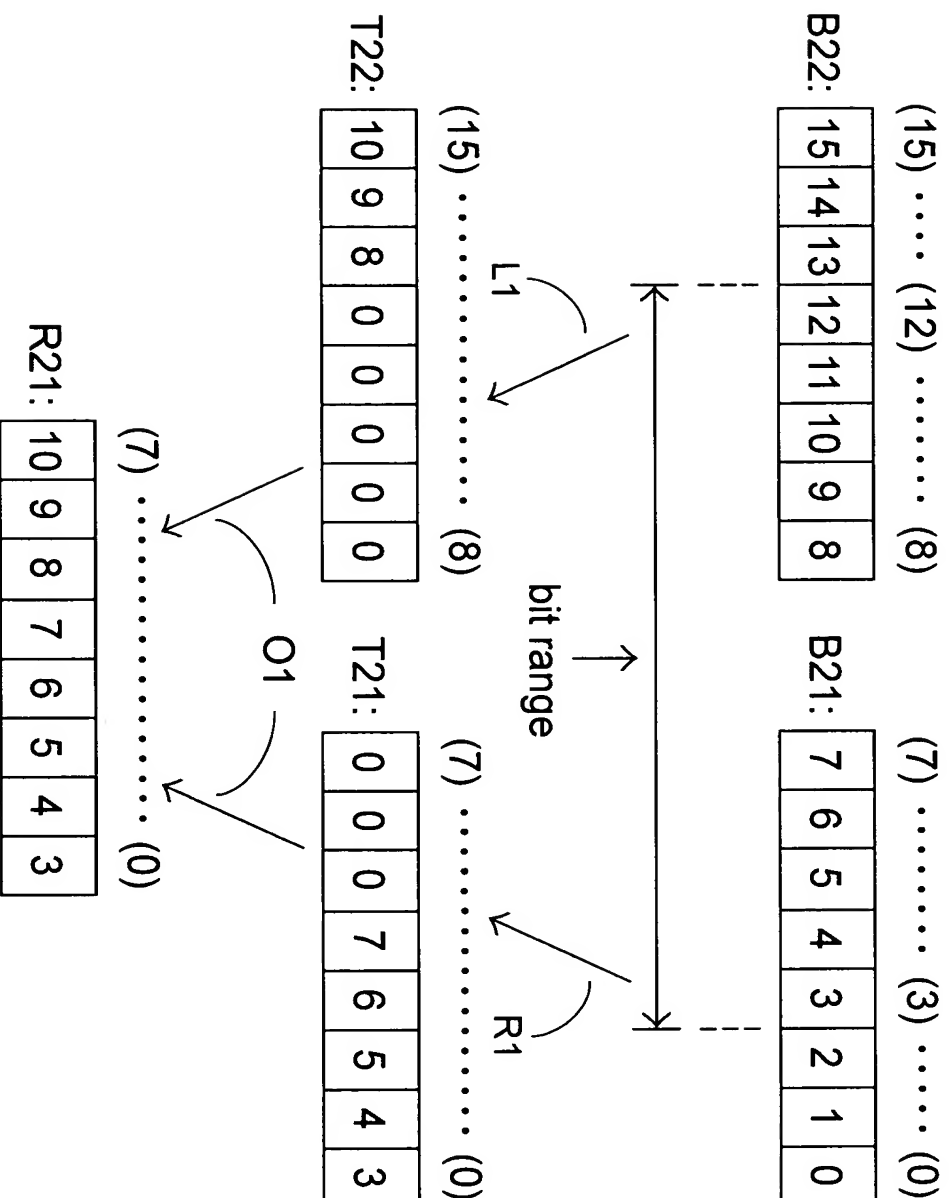 (15) .... (12) ....... (8) (7) ....... (3) ..... (0)
B22: 15 14 13 12 11 10 9 8 B21: 7 6 5 4 3 2 1 0
bit range
L1 R1
(15) ................ (8) (7) ................. (0)
T22: 10 9 8 0 0 0 0 0 T21: 0 0 0 7 6 5 4 3
O1
(7) ................. (0)
R21: 10 9 8 7 6 5 4 3